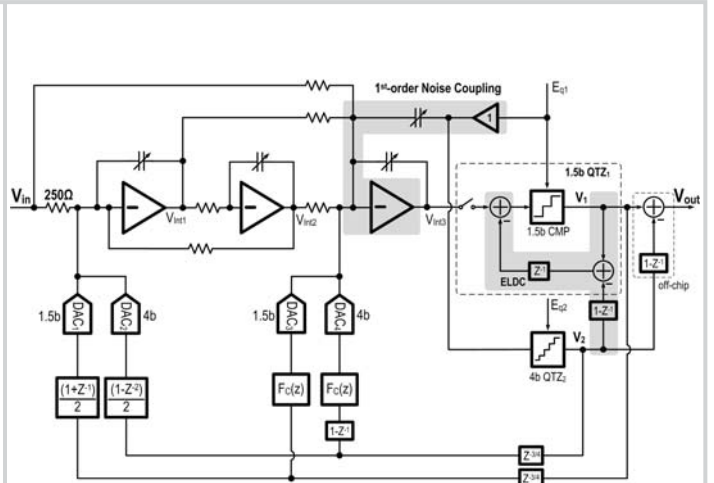 1st-order Noise Coupling
Eq1
1
1.5b QTZ1
Vin
250Ω
VInt1
VInt2
VInt3
V1
Vout
1.5b CMP
Z-1
ELDC
1-Z-1
off-chip
1-Z-1
Eq2
V2
4b QTZ2
1.5b
DAC1
DAC2
4b
1.5b
DAC3
DAC4
4b
(1+Z-1)
2
(1-Z-2)
2
FC(z)
FC(z)
1-Z-1
Z-3/4
Z-3/4